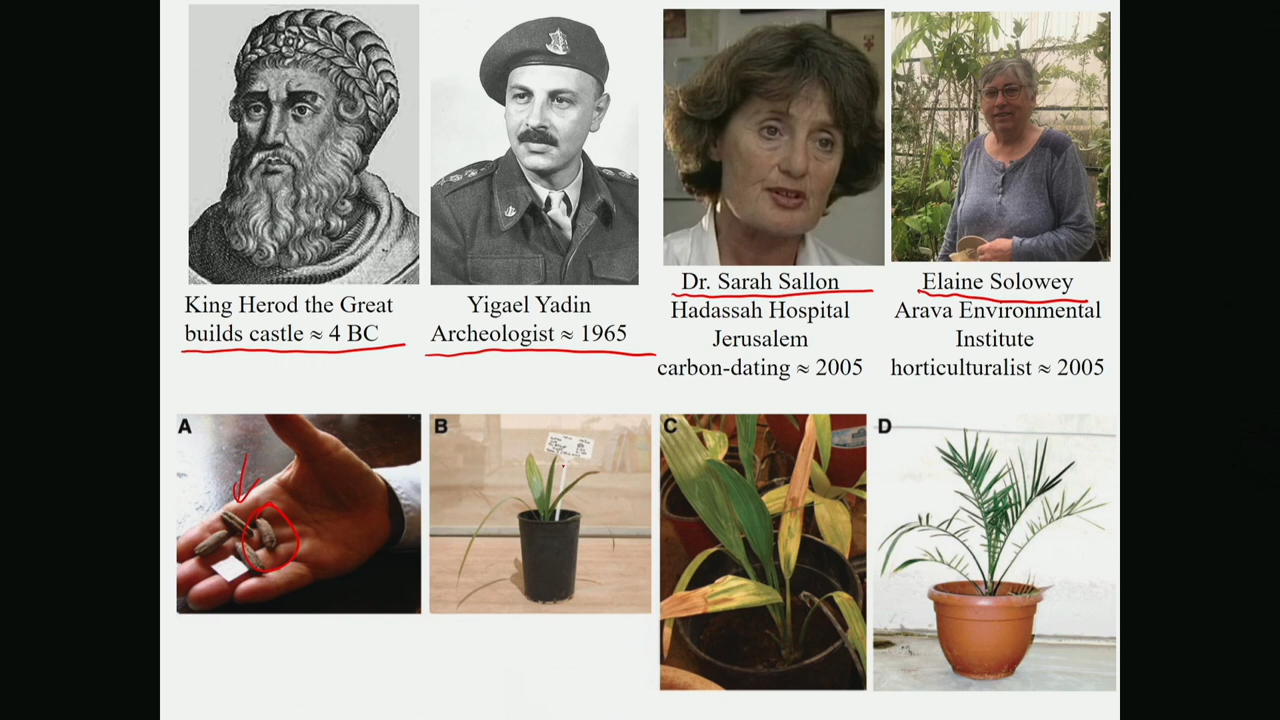 King Herod the Great
builds castle ≈ 4 BC
Yigael Yadin
Archeologist ≈ 1965
Dr. Sarah Sallon
Hadassah Hospital
Jerusalem
carbon-dating ≈ 2005
Elaine Solowey
Arava Environmental
Institute
horticulturalist ≈ 2005
A
B
C
D